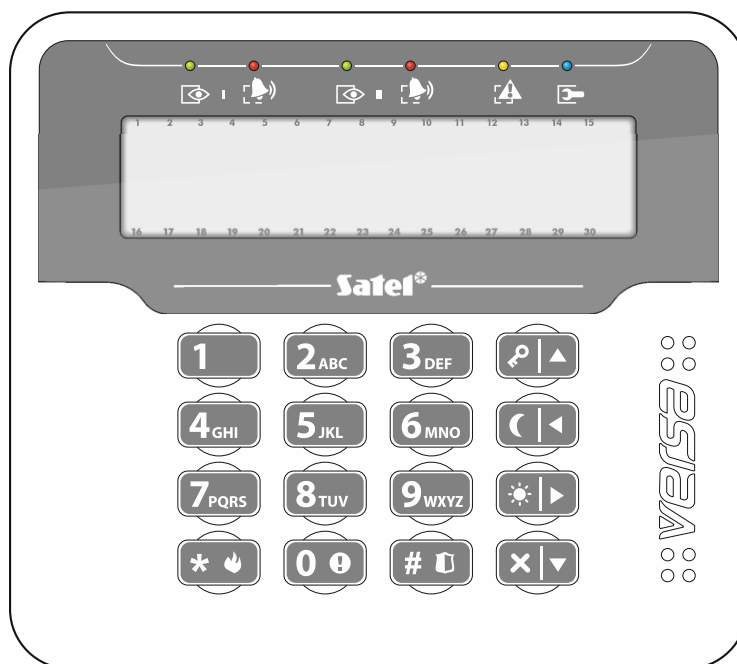 1 2 3 4 5 6 7 8 9 10 11 12 13 14 15
16 17 18 19 20 21 22 23 24 25 26 27 28 29 30
Satel
1 2ABC 3DEF
4GHI 5JKL 6MNO
7PQRS 8TUV 9WXYZ
* 0 #
versa